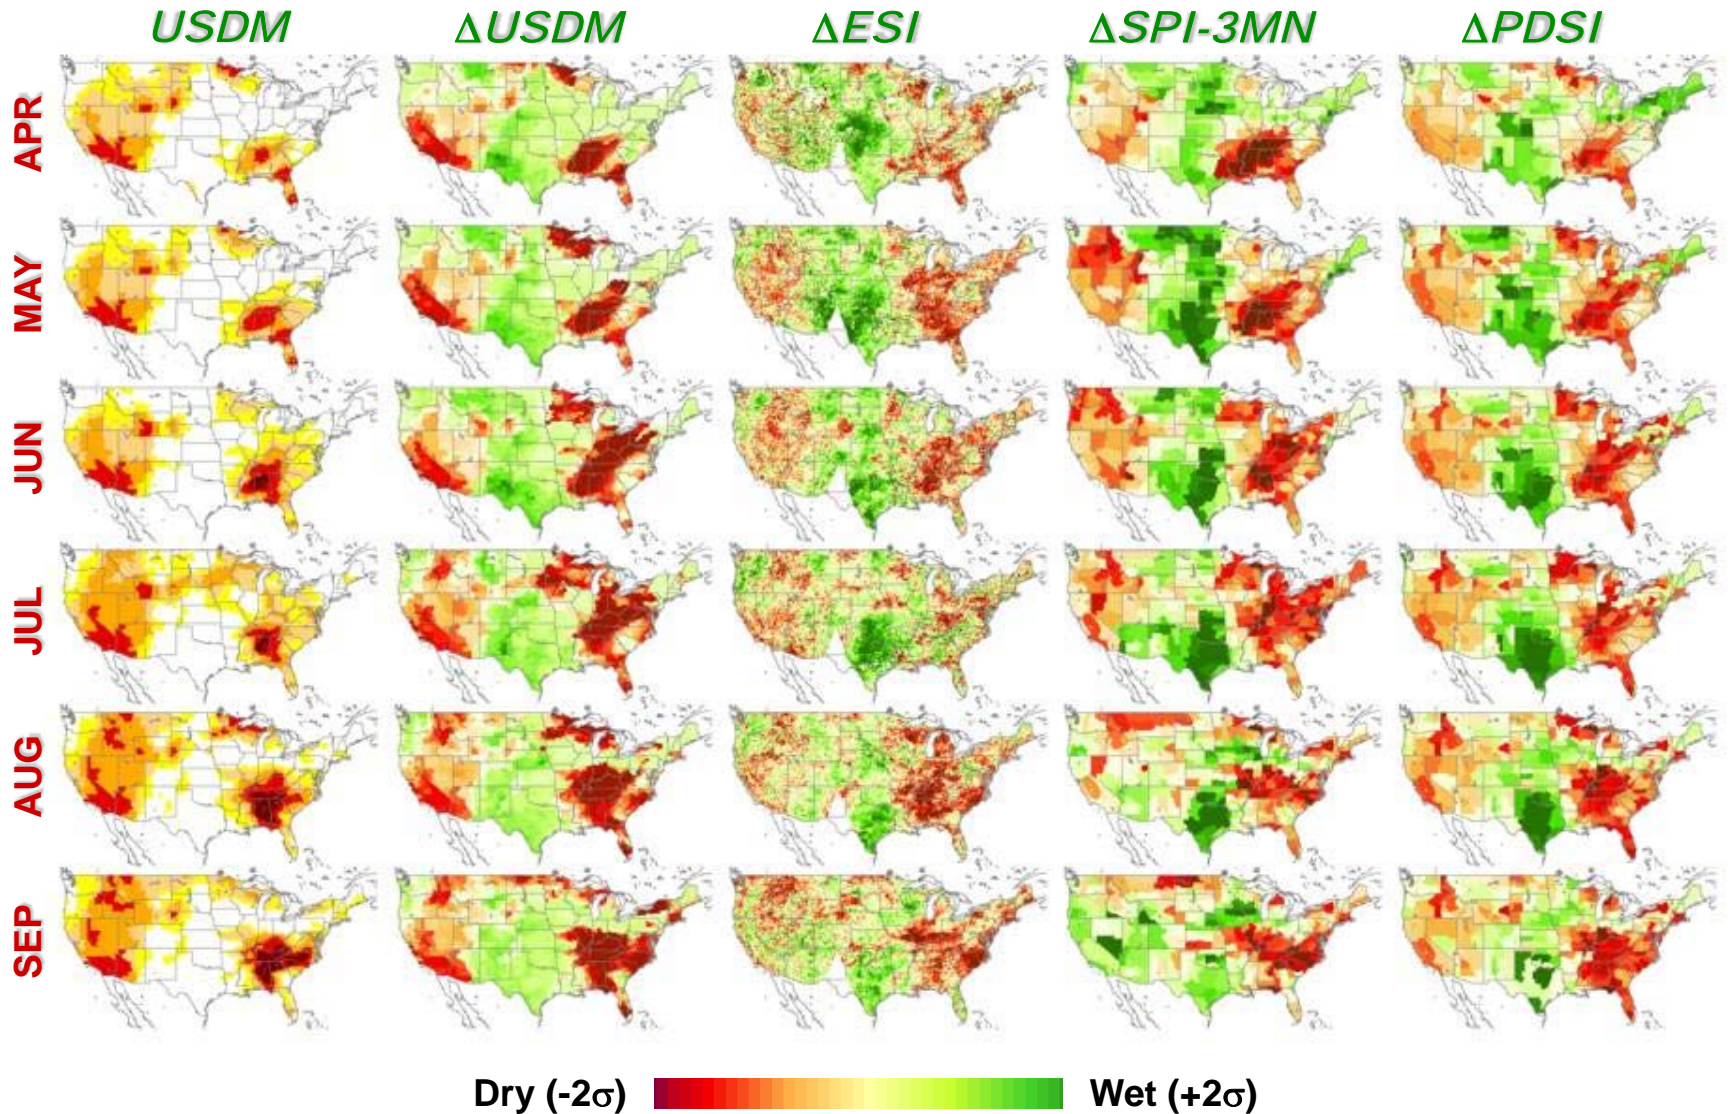 USDM ΔUSDM ΔESI ΔSPI-3MN ΔPDSI
APR
MAY
JUN
JUL
AUG
SEP
Dry (-2σ) Wet (+2σ)